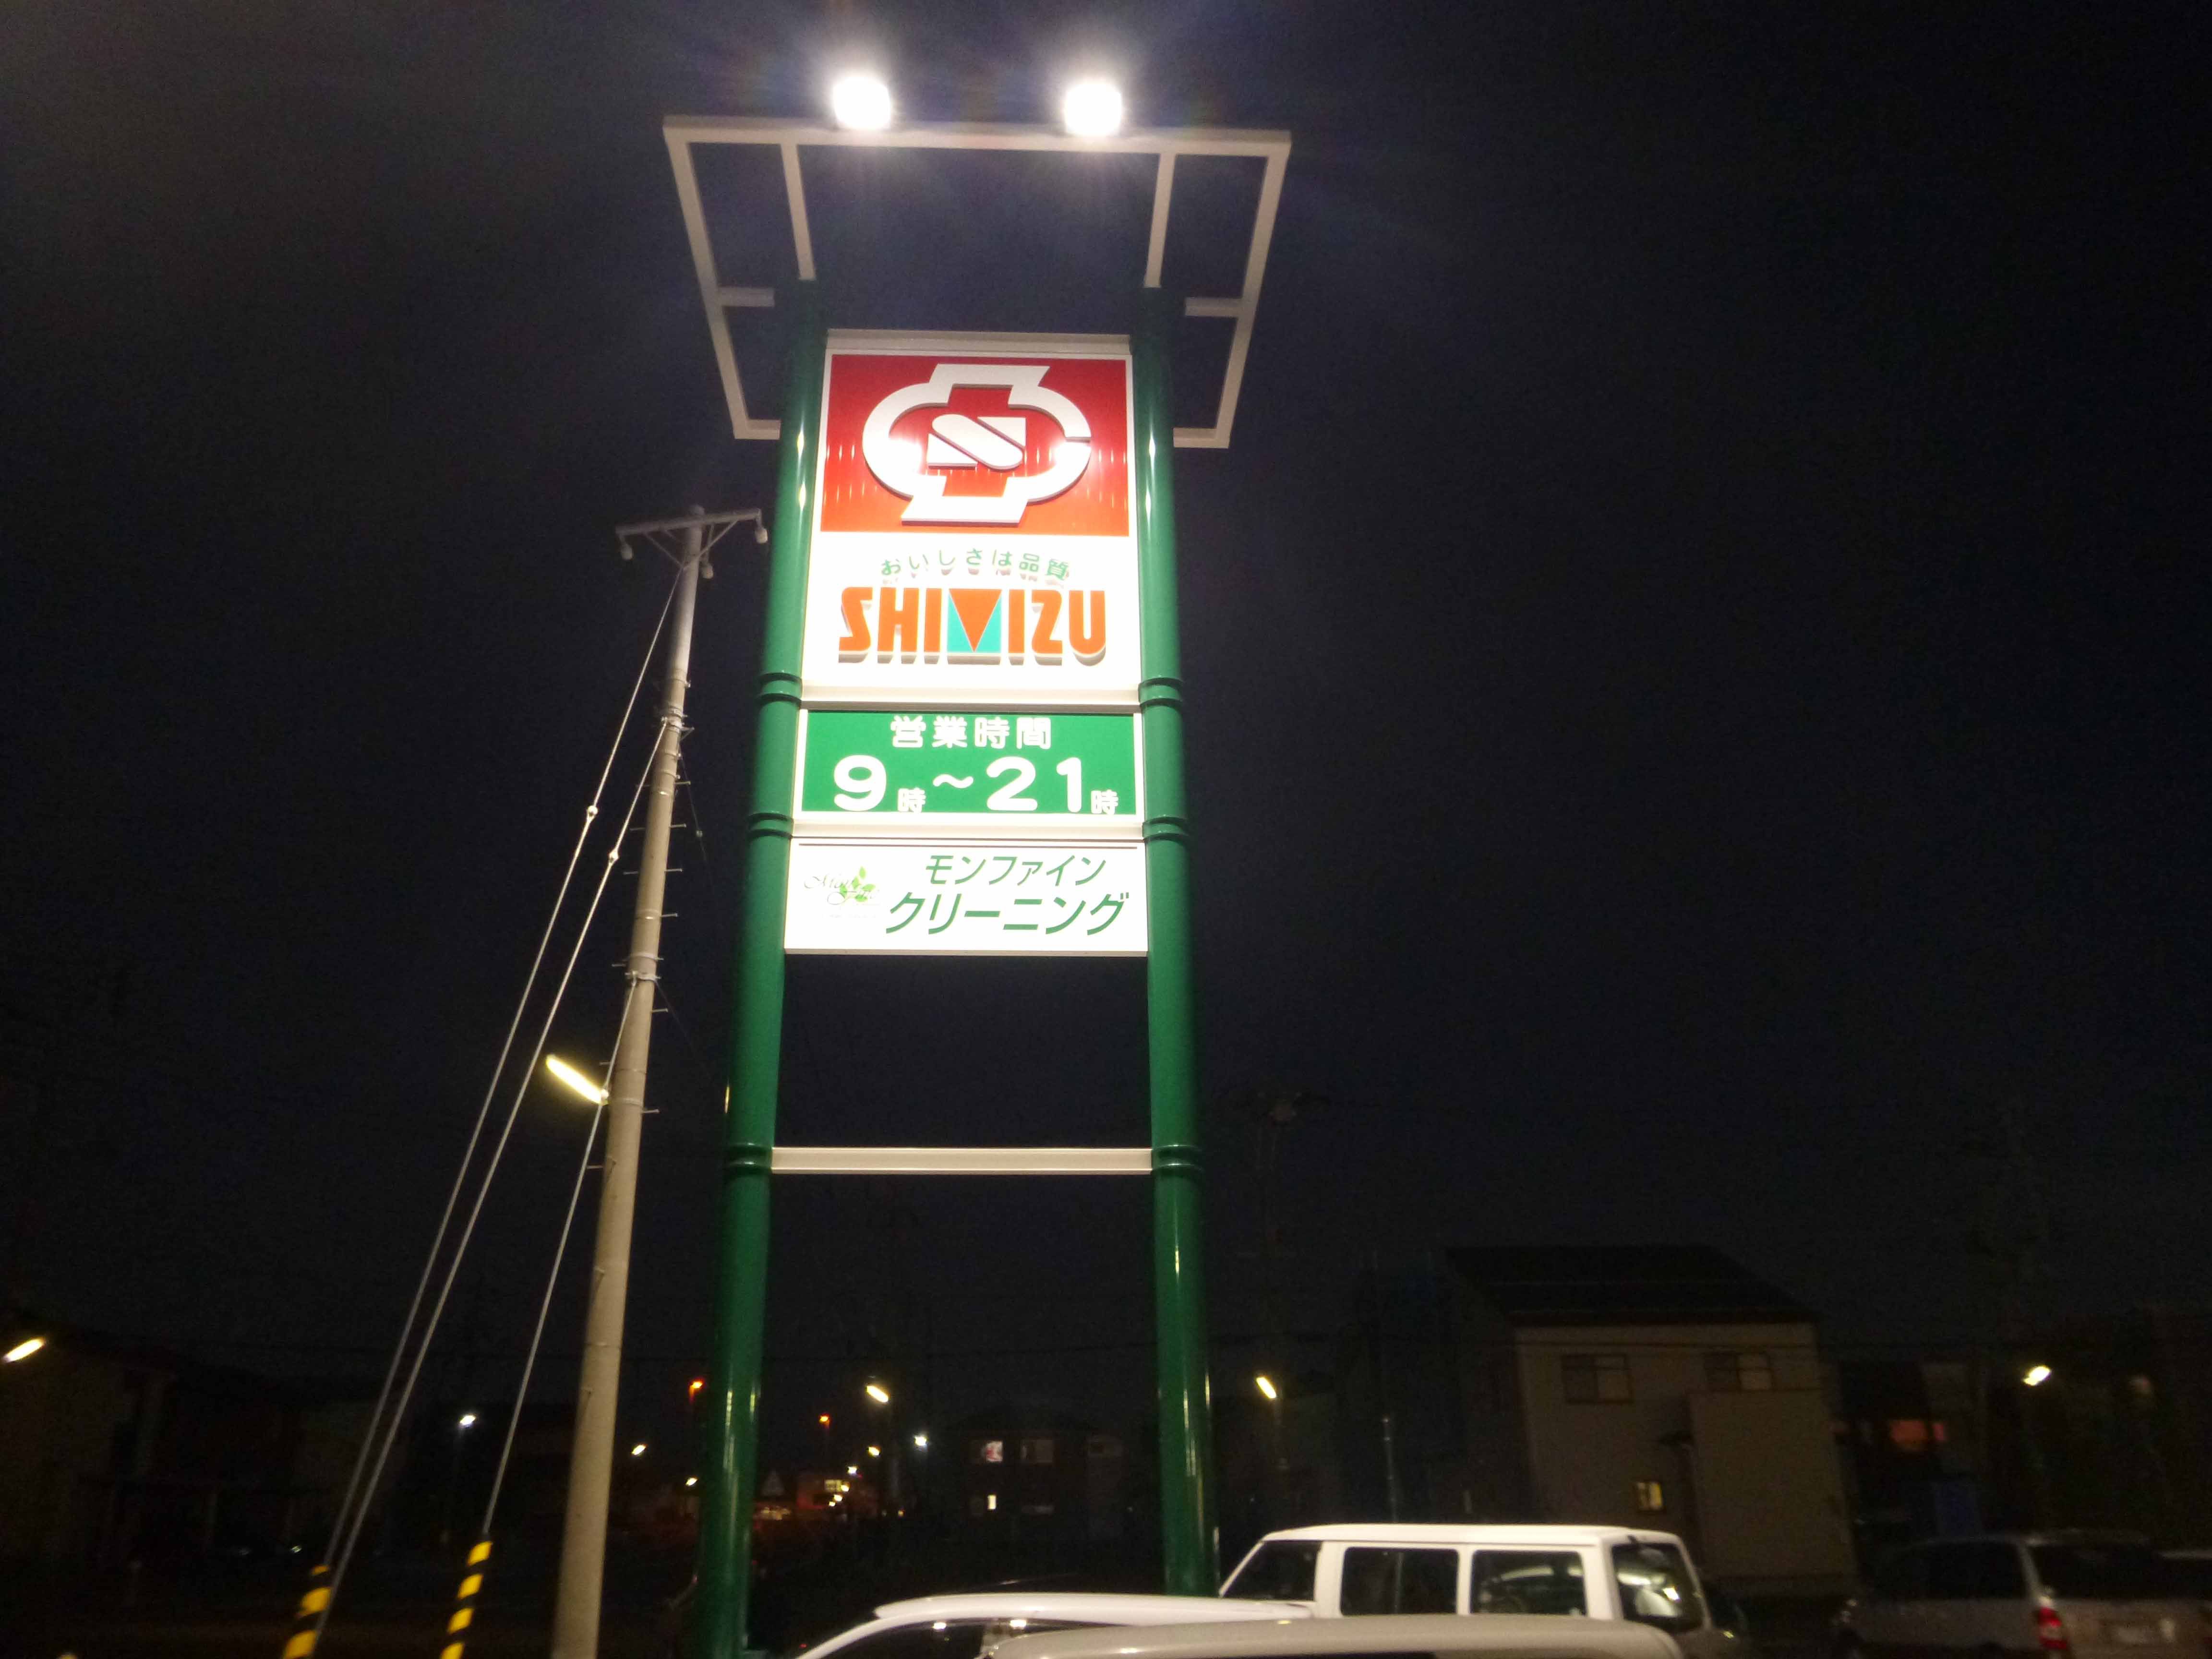 おいしさは品質
SHIMIZU
営業時間
9時~21時
モンファイン
クリーニング